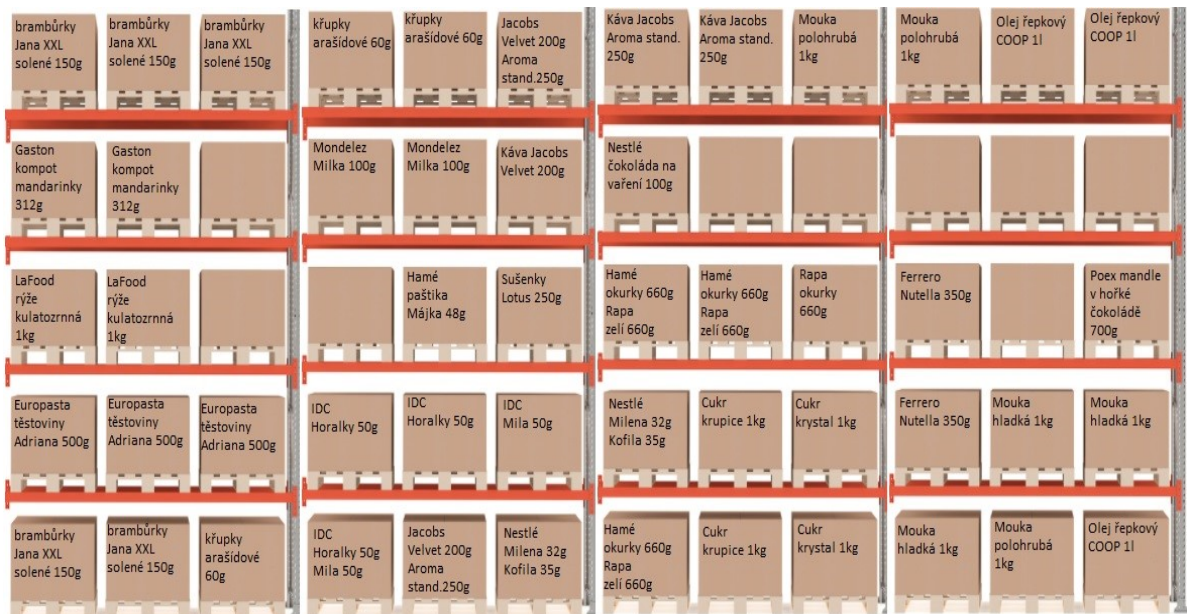 brambůrky
Jana XXL
solené 150g
brambůrky
Jana XXL
solené 150g
brambůrky
Jana XXL
solené 150g
křupky
arašídové 60g
křupky
arašídové 60g
Jacobs
Velvet 200g
Aroma
stand.250g
Káva Jacobs
Aroma stand.
250g
Káva Jacobs
Aroma stand.
250g
Mouka
polohrubá
1kg
Mouka
polohrubá
1kg
Olej řepkový
COOP 1l
Olej řepkový
COOP 1l
Gaston
kompot
mandarinky
312g
Gaston
kompot
mandarinky
312g
Mondelez
Milka 100g
Mondelez
Milka 100g
Káva Jacobs
Velvet 200g
Nestlé
čokoláda na
vaření 100g
LaFood
rýže
kulatozrnná
1kg
LaFood
rýže
kulatozrnná
1kg
Hamé
paštika
Májka 48g
Sušenky
Lotus 250g
Hamé
okurky 660g
Rapa
zelí 660g
Hamé
okurky 660g
Rapa
zelí 660g
Rapa
okurky
660g
Ferrero
Nutella 350g
Poex mandle
v hořké
čokoládě
700g
Europasta
těstoviny
Adriana 500g
Europasta
těstoviny
Adriana 500g
Europasta
těstoviny
Adriana 500g
IDC
Horalky 50g
IDC
Horalky 50g
IDC
Mila 50g
Nestlé
Milena 32g
Kofila 35g
Cukr
krupice 1kg
Cukr
krystal 1kg
Ferrero
Nutella 350g
Mouka
hladká 1kg
Mouka
hladká 1kg
brambůrky
Jana XXL
solené 150g
brambůrky
Jana XXL
solené 150g
křupky
arašídové
60g
IDC
Horalky 50g
Mila 50g
Jacobs
Velvet 200g
Aroma
stand.250g
Nestlé
Milena 32g
Kofila 35g
Hamé
okurky 660g
Rapa
zelí 660g
Cukr
krupice 1kg
Cukr
krystal 1kg
Mouka
hladká 1kg
Mouka
polohrubá
1kg
Olej řepkový
COOP 1l